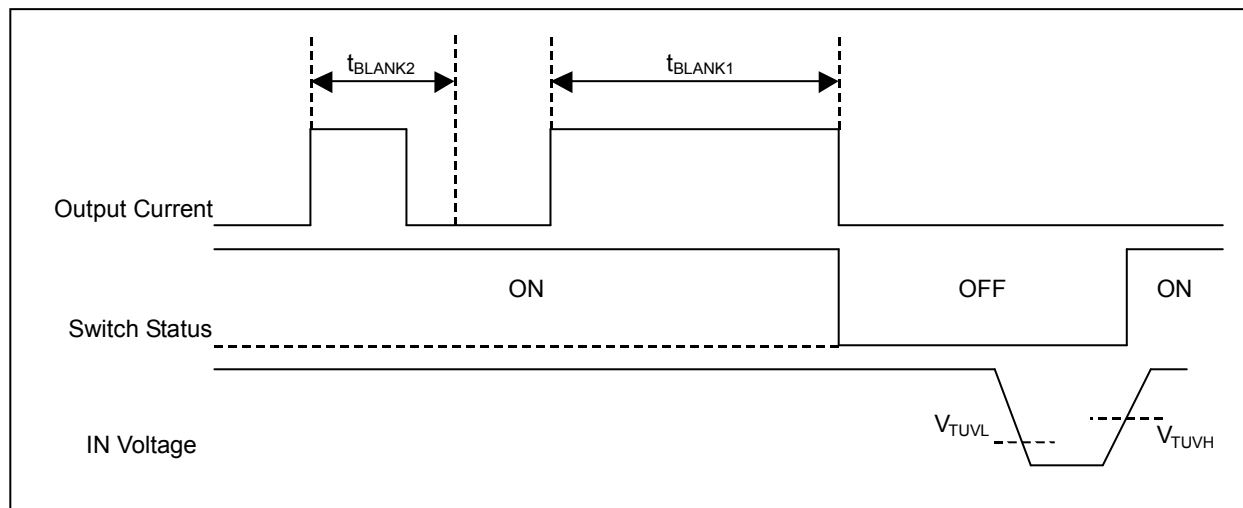 tBLANK2
tBLANK1
Output Current
ON
OFF
ON
Switch Status
VTUVL
VTUVH
IN Voltage